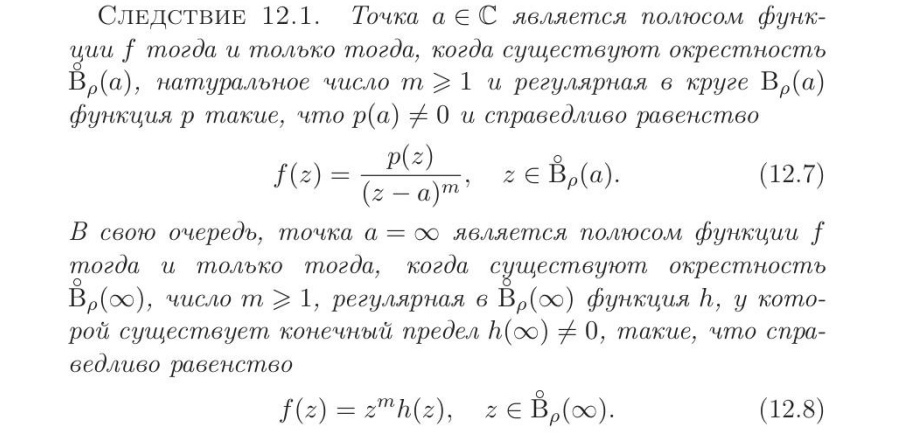 Следствие 12.1. Точка a ∈ ℂ является полюсом функ-
ции f тогда и только тогда, когда существуют окрестность
B̊ρ(a), натуральное число m ⩾ 1 и регулярная в круге Bρ(a)
функция p такие, что p(a) ≠ 0 и справедливо равенство
f(z) = p(z)/(z − a)^m, z ∈ B̊ρ(a). (12.7)
В свою очередь, точка a = ∞ является полюсом функции f
тогда и только тогда, когда существуют окрестность
B̊ρ(∞), число m ⩾ 1, регулярная в B̊ρ(∞) функция h, у кото-
рой существует конечный предел h(∞) ≠ 0, такие, что спра-
ведливо равенство
f(z) = z^m h(z), z ∈ B̊ρ(∞). (12.8)